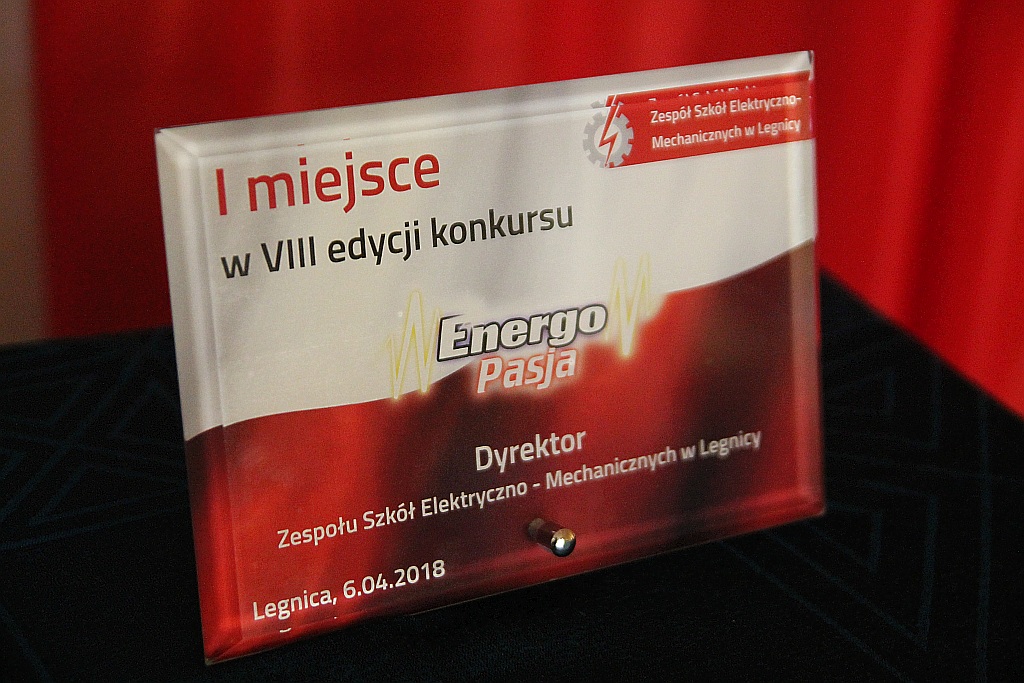 Zespół Szkół Elektryczno-
Mechanicznych w Legnicy
I miejsce
w VIII edycji konkursu
Energo
Pasja
Dyrektor
Zespołu Szkół Elektryczno - Mechanicznych w Legnicy
Legnica, 6.04.2018